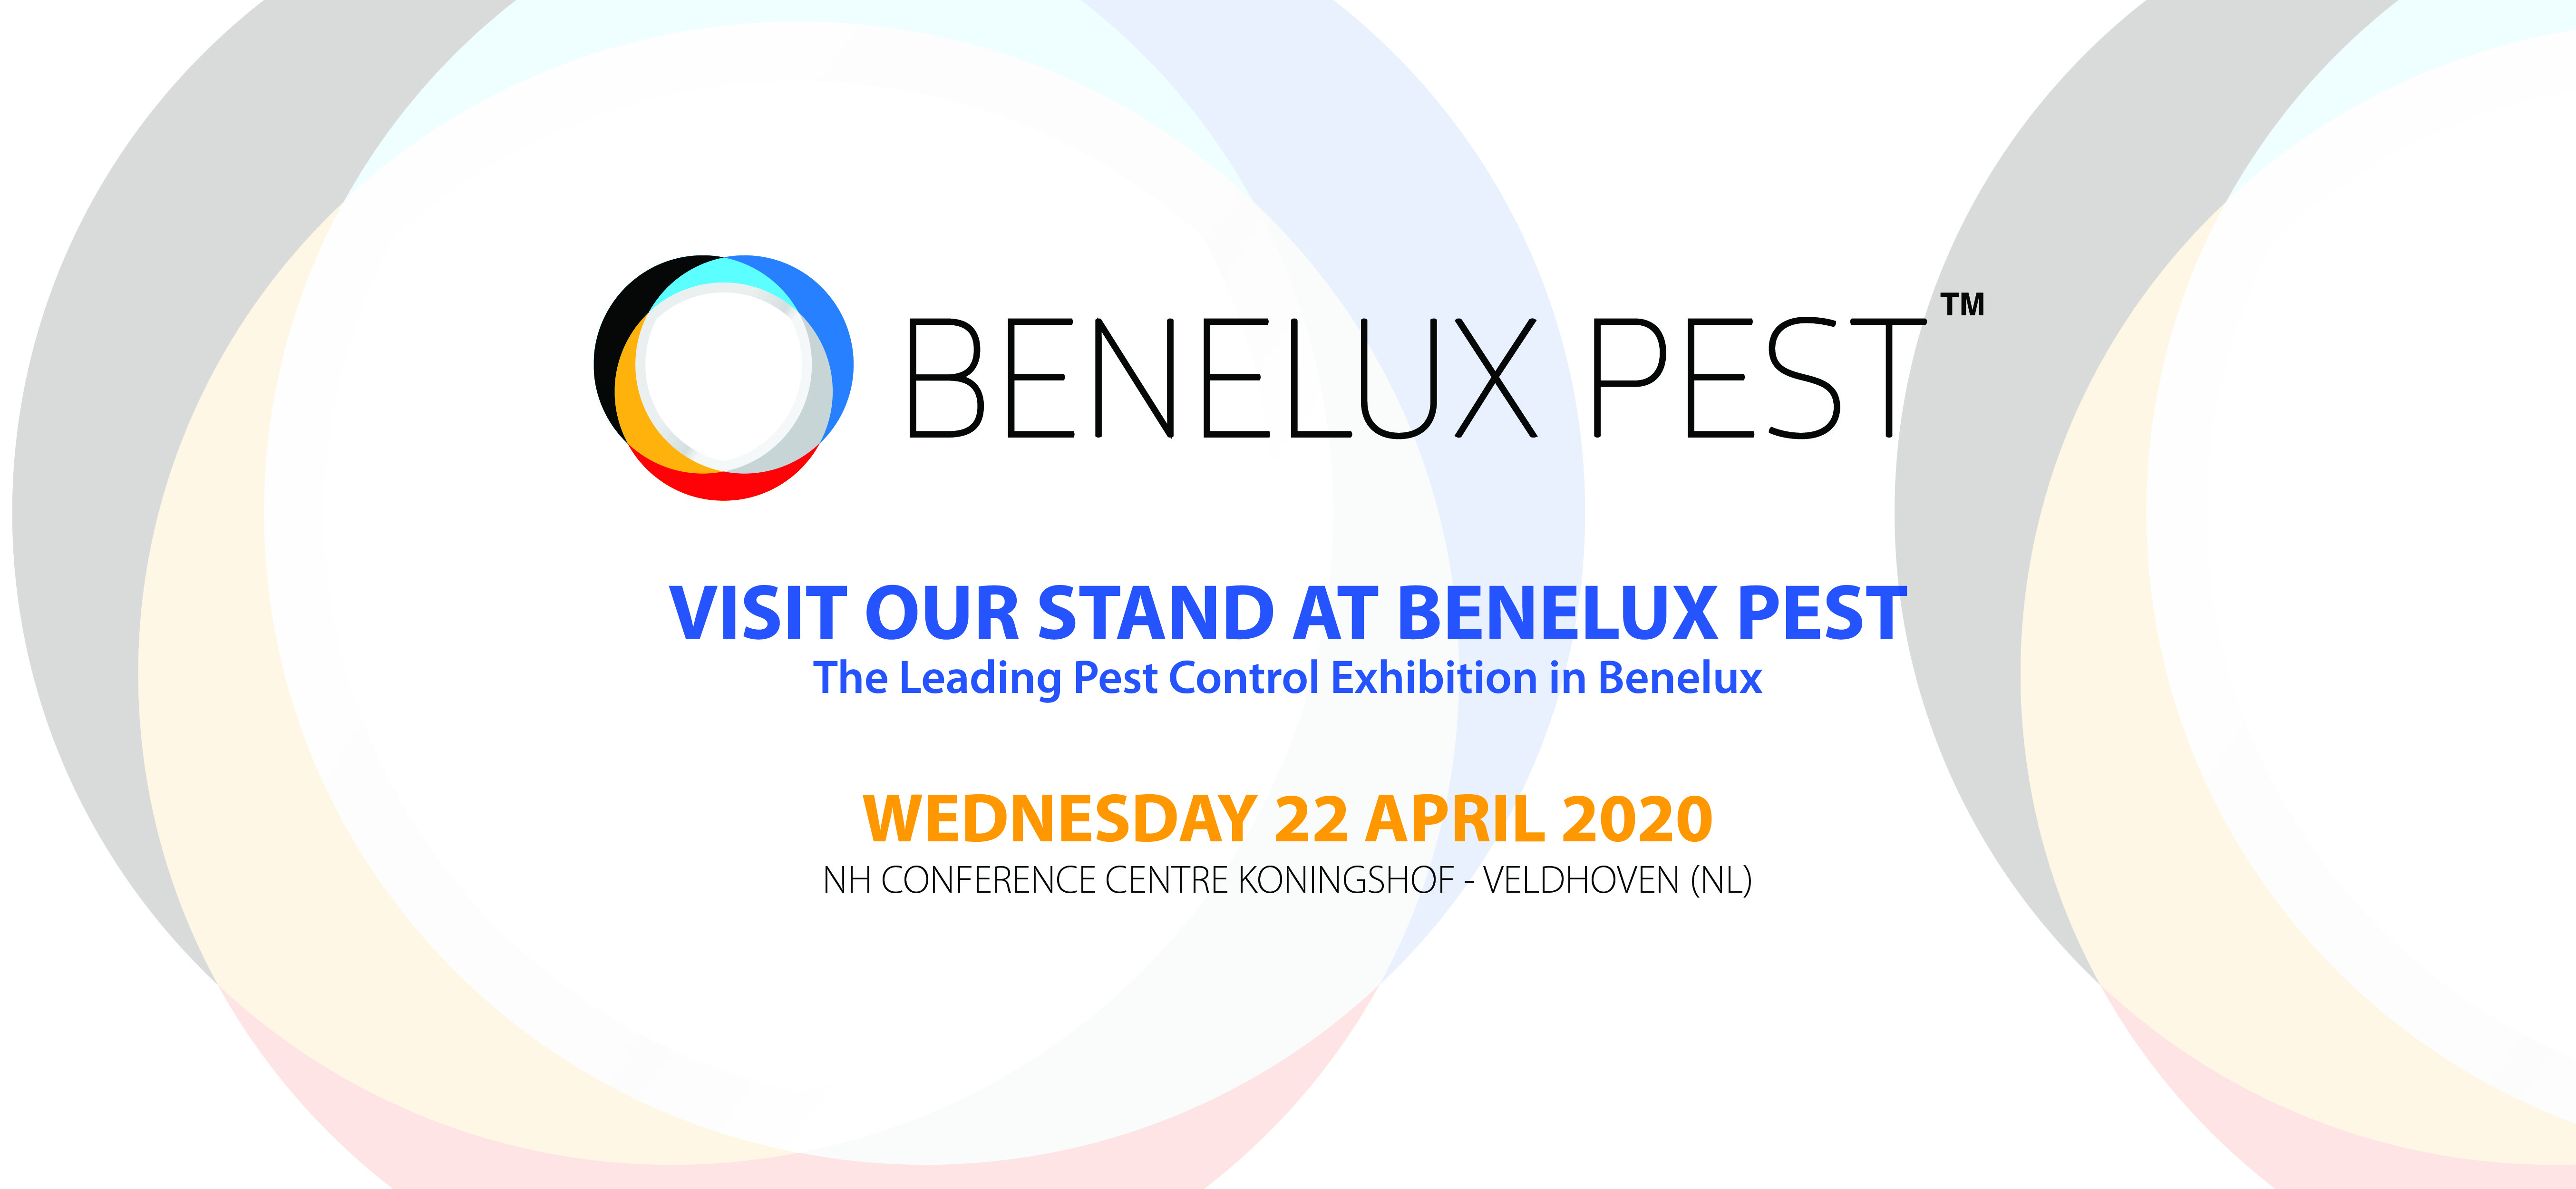 BENELUX PEST™
VISIT OUR STAND AT BENELUX PEST
The Leading Pest Control Exhibition in Benelux
WEDNESDAY 22 APRIL 2020
NH CONFERENCE CENTRE KONINGSHOF - VELDHOVEN (NL)